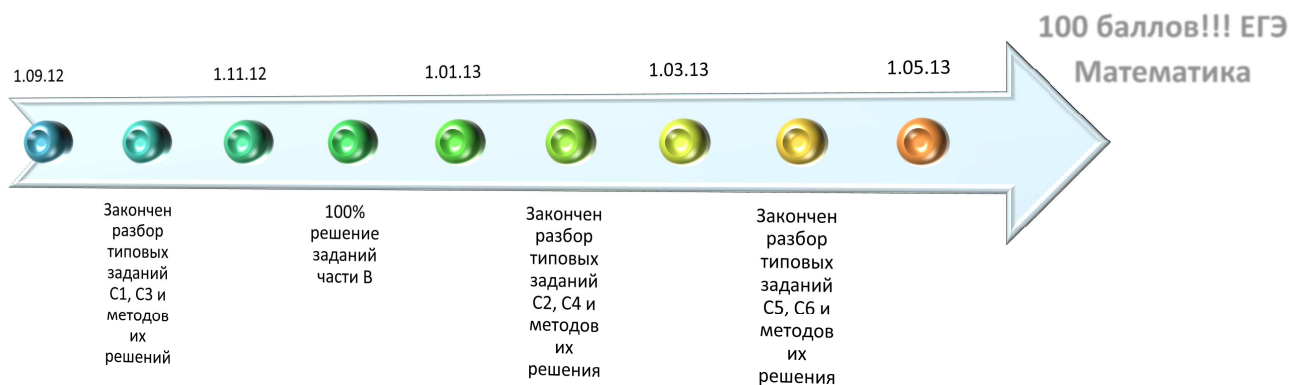 100 баллов!!! ЕГЭ
Математика
1.09.12
1.11.12
1.01.13
1.03.13
1.05.13
Закончен
разбор
типовых
заданий
С1, С3 и
методов
их
решений
100%
решение
заданий
части В
Закончен
разбор
типовых
заданий
С2, С4 и
методов
их
решения
Закончен
разбор
типовых
заданий
С5, С6 и
методов
их
решения